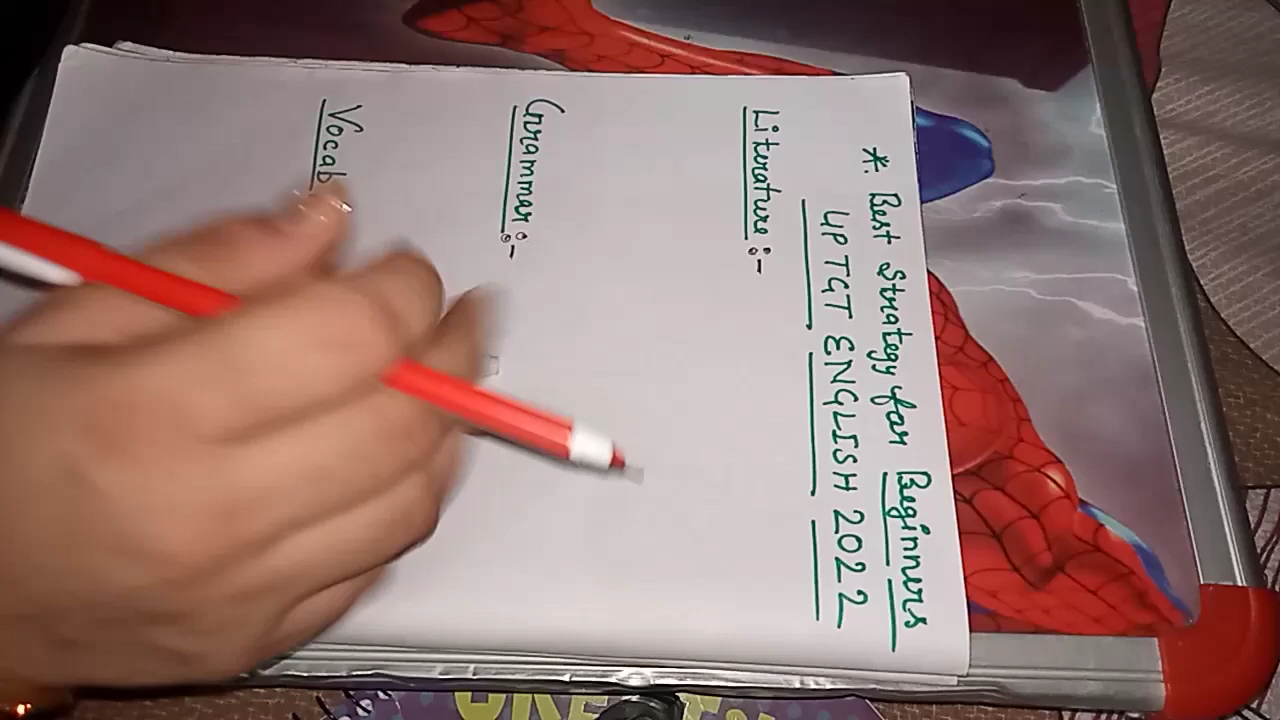 *. Best Strategy for Beginners
UP TGT ENGLISH 2022
Literature :-
Grammar :-
Vocab